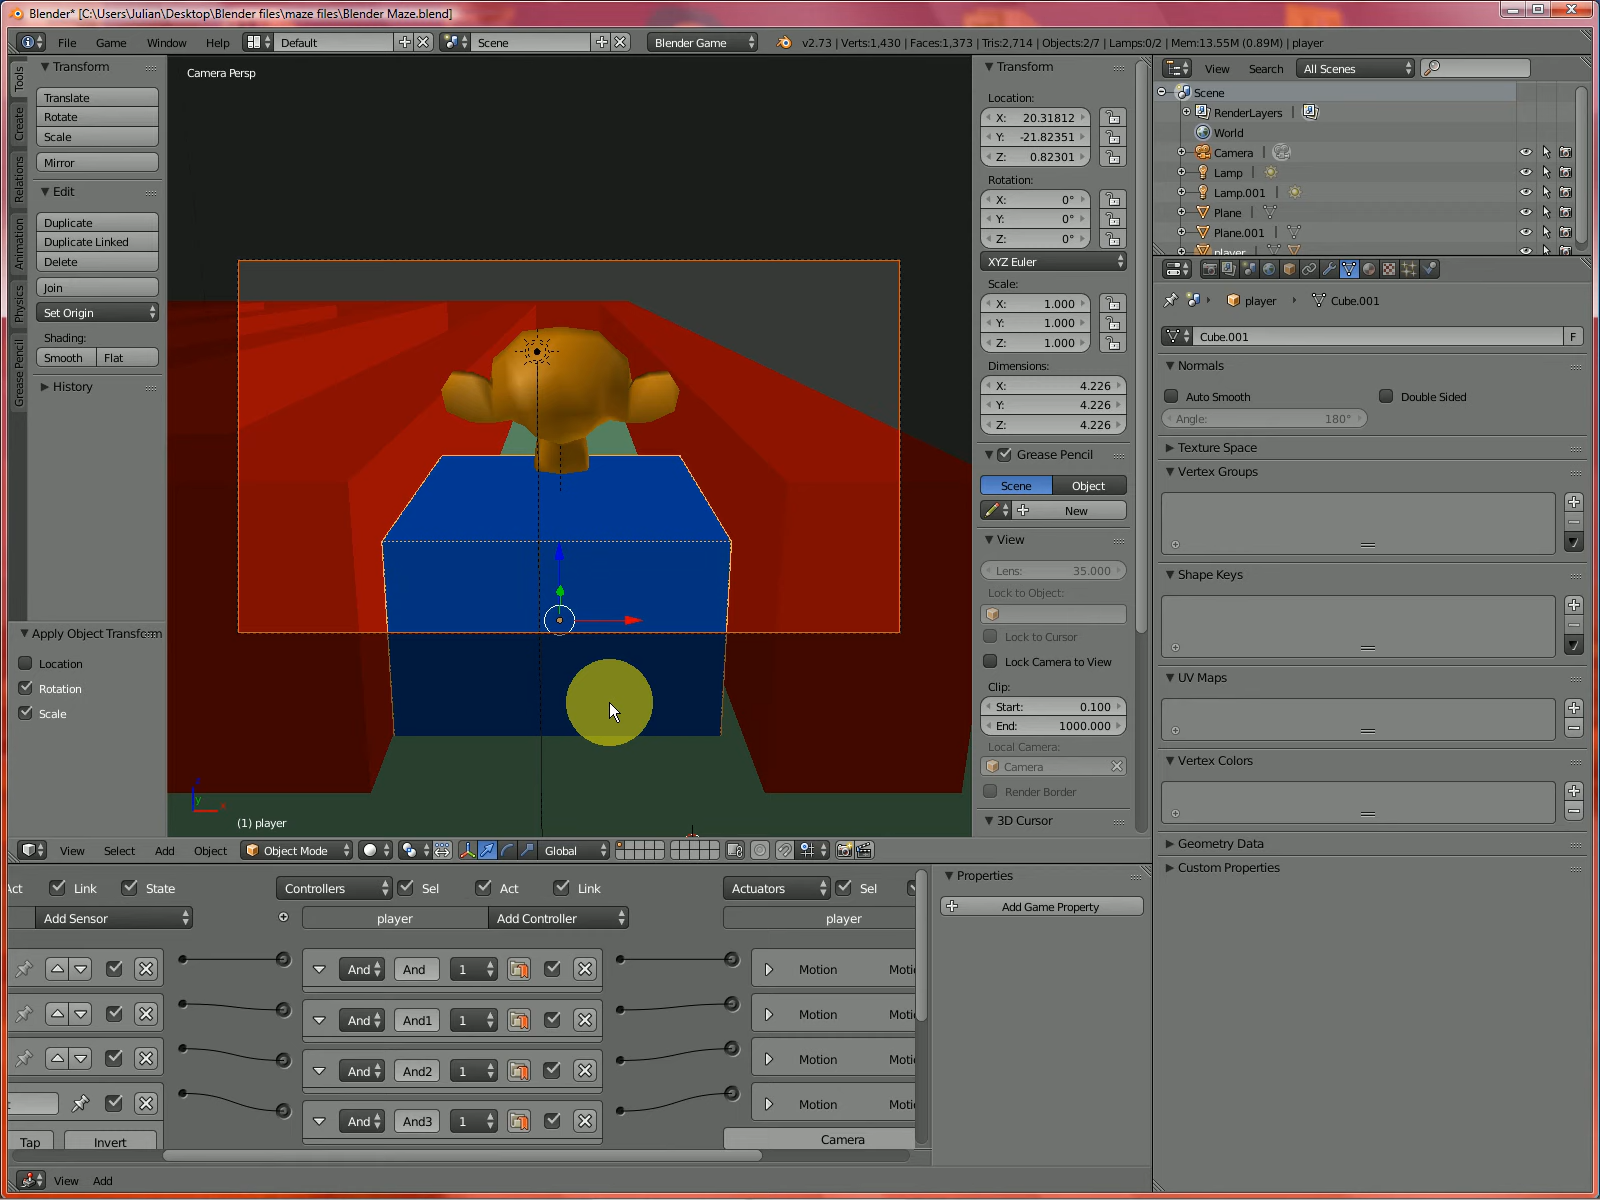 Blender* [C:\Users\Julian\Desktop\Blender files\maze files\Blender Maze.blend]
File Game Window Help Default Scene Blender Game v2.73 | Verts:1,430 | Faces:1,373 | Tris:2,714 | Objects:2/7 | Lamps:0/2 | Mem:13.55M (0.89M) | player
Tools
Create
Relations
Animation
Physics
Grease Pencil
Transform
Translate
Rotate
Scale
Mirror
Edit
Duplicate
Duplicate Linked
Delete
Join
Set Origin
Shading:
Smooth Flat
History
Apply Object Transform
Location
Rotation
Scale
Camera Persp
y
(1) player
Transform
Location:
X: 20.31812
Y: -21.82351
Z: 0.82301
Rotation:
X: 0°
Y: 0°
Z: 0°
XYZ Euler
Scale:
X: 1.000
Y: 1.000
Z: 1.000
Dimensions:
X: 4.226
Y: 4.226
Z: 4.226
Grease Pencil
Scene Object
New
View
Lens: 35.000
Lock to Object:
Lock to Cursor
Lock Camera to View
Clip:
Start: 0.100
End: 1000.000
Local Camera:
Camera
Render Border
3D Cursor
View Search All Scenes
Scene
RenderLayers
World
Camera
Lamp
Lamp.001
Plane
Plane.001
player
player Cube.001
Cube.001 F
Normals
Auto Smooth Double Sided
Angle: 180°
Texture Space
Vertex Groups
Shape Keys
UV Maps
Vertex Colors
Geometry Data
Custom Properties
View Select Add Object Object Mode Global
Act Link State Controllers Sel Act Link Actuators Sel
Add Sensor player Add Controller player
And And 1 Motion
And And1 1 Motion
And And2 1 Motion
And And3 1 Motion
Tap Invert Camera
Properties
Add Game Property
View Add